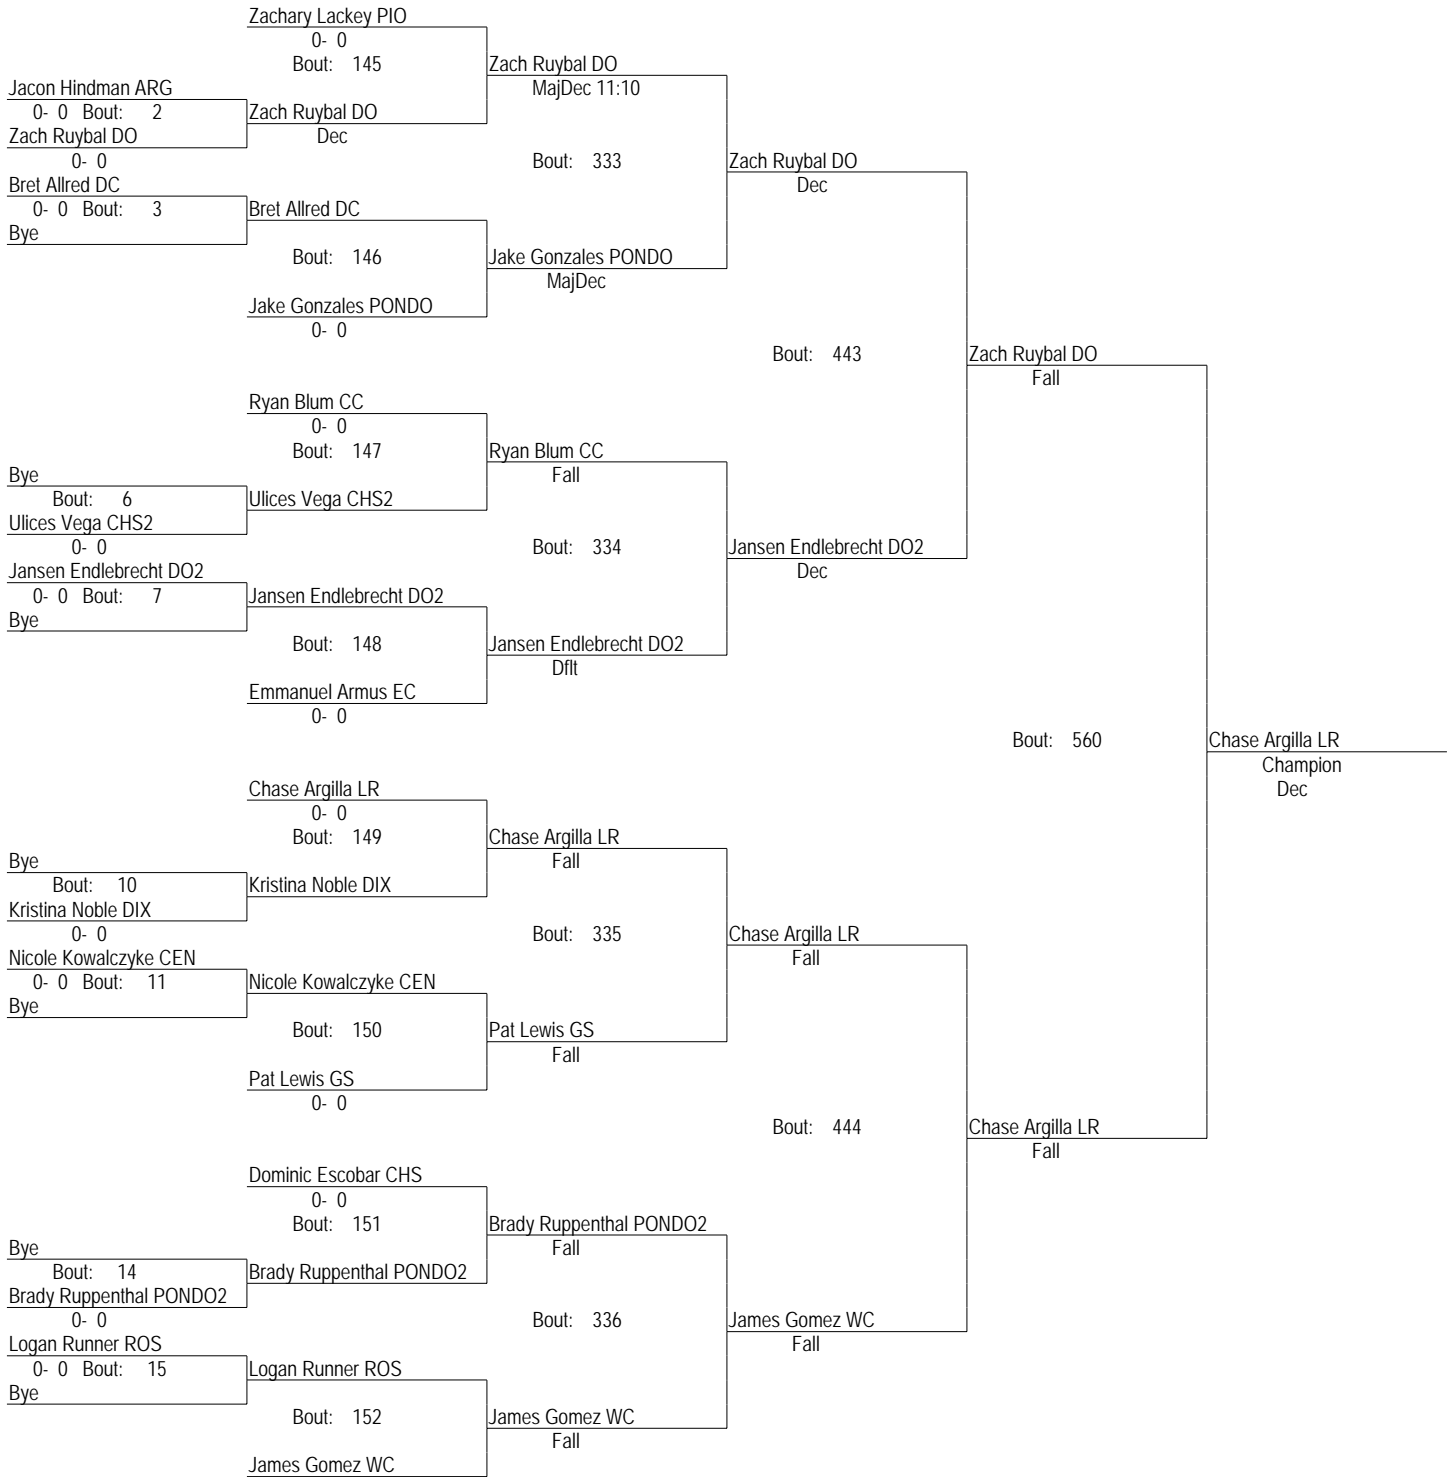 Zachary Lackey PIO
0- 0
Bout: 145
Zach Ruybal DO
Jacon Hindman ARG
MajDec 11:10
0- 0 Bout: 2
Zach Ruybal DO
Zach Ruybal DO
Dec
0- 0
Bout: 333
Zach Ruybal DO
Bret Allred DC
Dec
0- 0 Bout: 3
Bret Allred DC
Bye
Bout: 146
Jake Gonzales PONDO
MajDec
Jake Gonzales PONDO
0- 0
Bout: 443
Zach Ruybal DO
Fall
Ryan Blum CC
0- 0
Bout: 147
Ryan Blum CC
Bye
Fall
Bout: 6
Ulices Vega CHS2
Ulices Vega CHS2
0- 0
Bout: 334
Jansen Endlebrecht DO2
Jansen Endlebrecht DO2
Dec
0- 0 Bout: 7
Jansen Endlebrecht DO2
Bye
Bout: 148
Jansen Endlebrecht DO2
Dflt
Emmanuel Armus EC
0- 0
Bout: 560
Chase Argilla LR
Champion
Dec
Chase Argilla LR
0- 0
Bout: 149
Chase Argilla LR
Bye
Fall
Bout: 10
Kristina Noble DIX
Kristina Noble DIX
0- 0
Bout: 335
Chase Argilla LR
Nicole Kowalczyke CEN
Fall
0- 0 Bout: 11
Nicole Kowalczyke CEN
Bye
Bout: 150
Pat Lewis GS
Fall
Pat Lewis GS
0- 0
Bout: 444
Chase Argilla LR
Fall
Dominic Escobar CHS
0- 0
Bout: 151
Brady Ruppenthal PONDO2
Bye
Fall
Bout: 14
Brady Ruppenthal PONDO2
Brady Ruppenthal PONDO2
0- 0
Bout: 336
James Gomez WC
Logan Runner ROS
Fall
0- 0 Bout: 15
Logan Runner ROS
Bye
Bout: 152
James Gomez WC
Fall
James Gomez WC